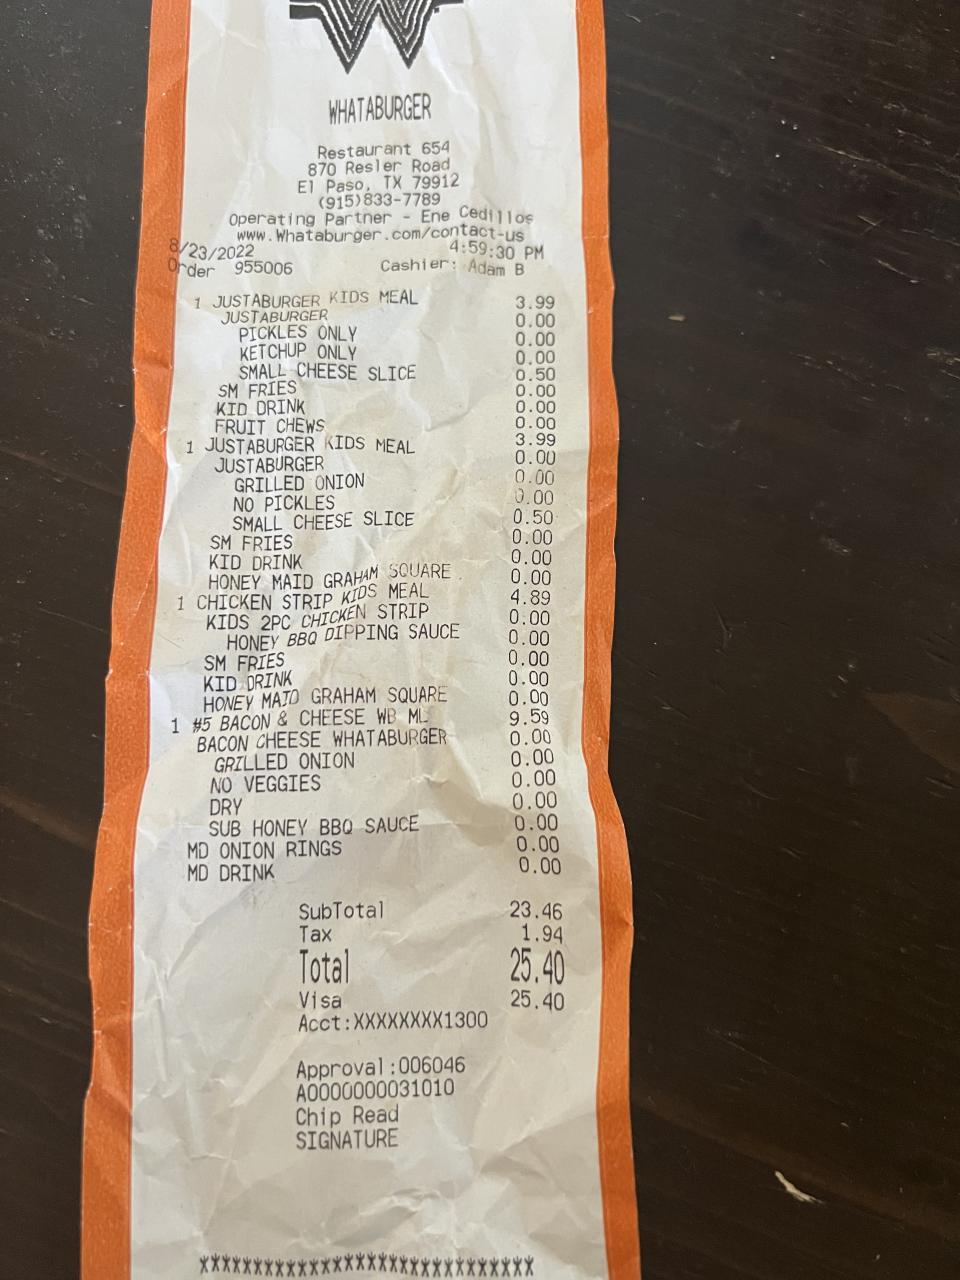 WHATABURGER
Restaurant 654
870 Resler Road
El Paso, TX 79912
(915)833-7789
Operating Partner - Ene Cedillos
www.Whataburger.com/contact-us
8/23/2022 4:59:30 PM
Order 955006 Cashier: Adam B
1 JUSTABURGER KIDS MEAL 3.99
JUSTABURGER 0.00
PICKLES ONLY 0.00
KETCHUP ONLY 0.00
SMALL CHEESE SLICE 0.50
SM FRIES 0.00
KID DRINK 0.00
FRUIT CHEWS 0.00
1 JUSTABURGER KIDS MEAL 3.99
JUSTABURGER 0.00
GRILLED ONION 0.00
NO PICKLES 0.00
SMALL CHEESE SLICE 0.50
SM FRIES 0.00
KID DRINK 0.00
HONEY MAID GRAHAM SQUARE 0.00
1 CHICKEN STRIP KIDS MEAL 4.89
KIDS 2PC CHICKEN STRIP 0.00
HONEY BBQ DIPPING SAUCE 0.00
SM FRIES 0.00
KID DRINK 0.00
HONEY MAID GRAHAM SQUARE 0.00
1 #5 BACON & CHEESE WB ML 9.59
BACON CHEESE WHATABURGER 0.00
GRILLED ONION 0.00
NO VEGGIES 0.00
DRY 0.00
SUB HONEY BBQ SAUCE 0.00
MD ONION RINGS 0.00
MD DRINK 0.00
SubTotal 23.46
Tax 1.94
Total 25.40
Visa 25.40
Acct:XXXXXXXX1300
Approval:006046
A0000000031010
Chip Read
SIGNATURE
*******************************